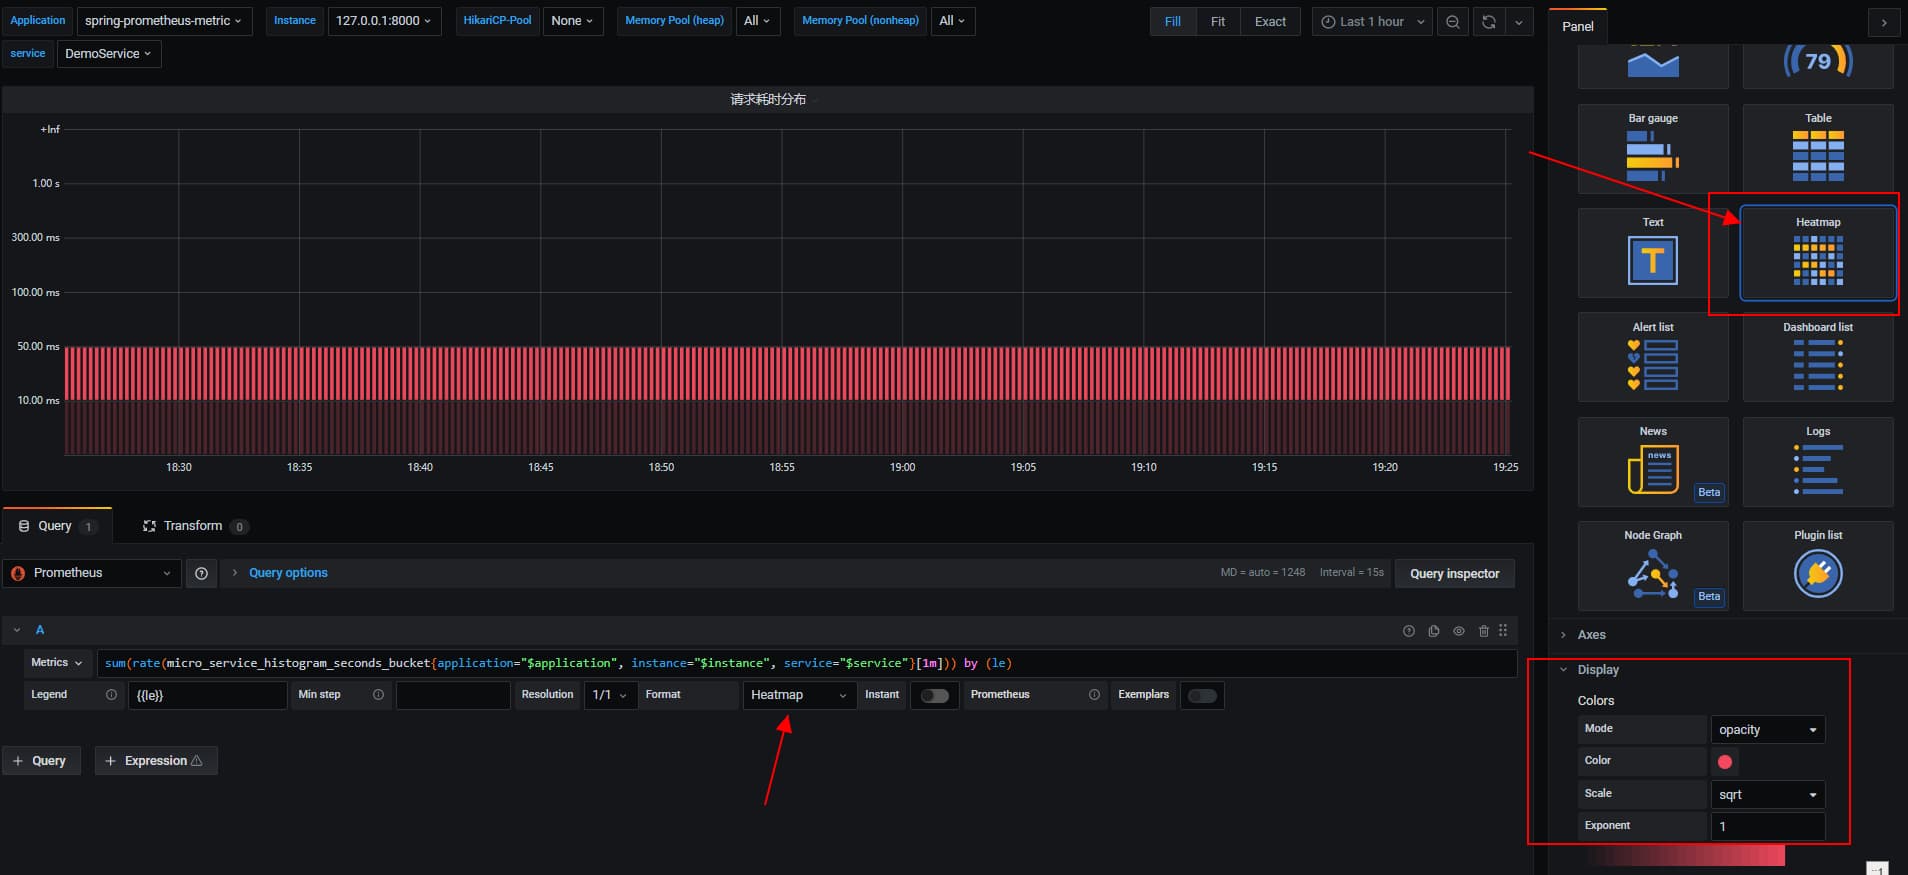 Application spring-prometheus-metric Instance 127.0.0.1:8000 HikariCP-Pool None Memory Pool (heap) All Memory Pool (nonheap) All Fill Fit Exact Last 1 hour
service DemoService
请求耗时分布
+Inf
1.00 s
300.00 ms
100.00 ms
50.00 ms
10.00 ms
18:30 18:35 18:40 18:45 18:50 18:55 19:00 19:05 19:10 19:15 19:20 19:25
Query 1 Transform 0
Prometheus Query options MD = auto = 1248 Interval = 15s Query inspector
A
Metrics sum(rate(micro_service_histogram_seconds_bucket{application="$application", instance="$instance", service="$service"}[1m])) by (le)
Legend {{le}} Min step Resolution 1/1 Format Heatmap Instant Prometheus Exemplars
+ Query + Expression
Panel
79
Bar gauge Table
Text Heatmap
T
Alert list Dashboard list
News Logs
news
Beta
Node Graph Plugin list
Beta
Axes
Display
Colors
Mode opacity
Color
Scale sqrt
Exponent 1